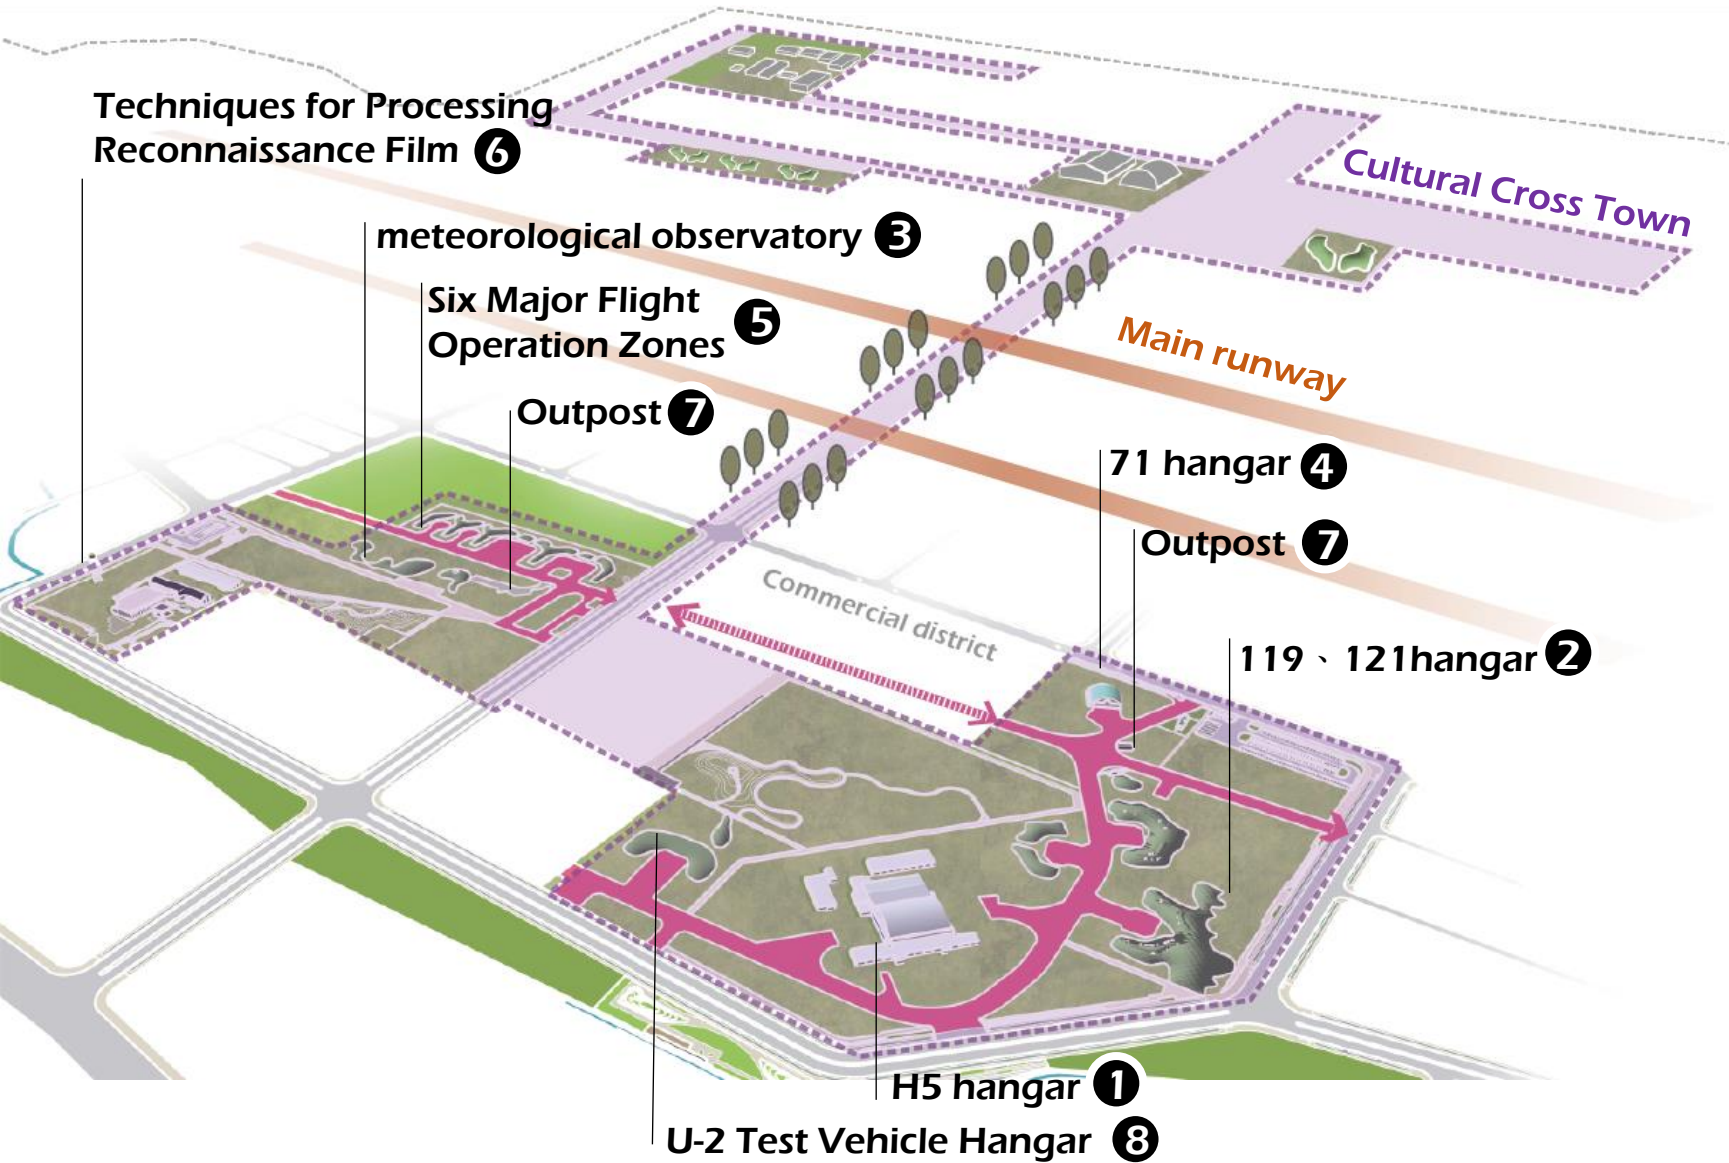 Techniques for Processing
Reconnaissance Film 6
Cultural Cross Town
meteorological observatory 3
Six Major Flight
Operation Zones 5
Main runway
Outpost 7
71 hangar 4
Outpost 7
Commercial district
119、121hangar 2
H5 hangar 1
U-2 Test Vehicle Hangar 8